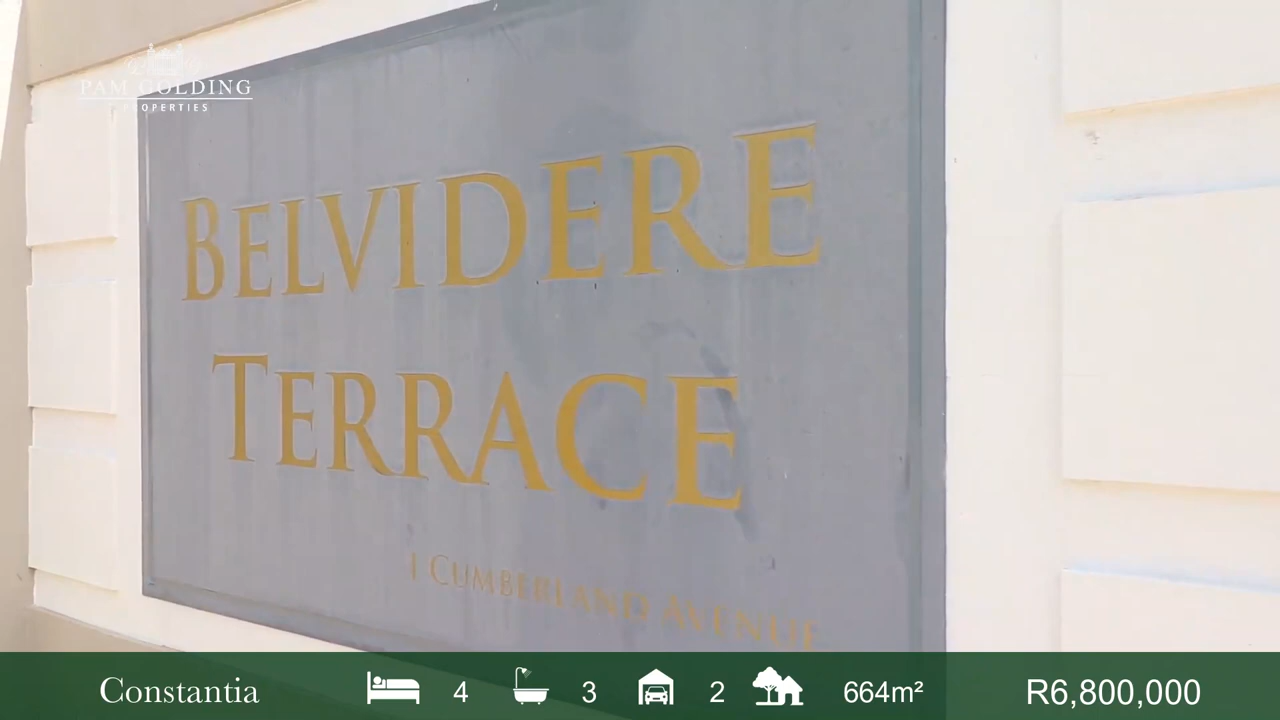 PAM GOLDING
PROPERTIES
BELVIDERE
TERRACE
1 CUMBERLAND AVENUE
Constantia 4 3 2 664m² R6,800,000